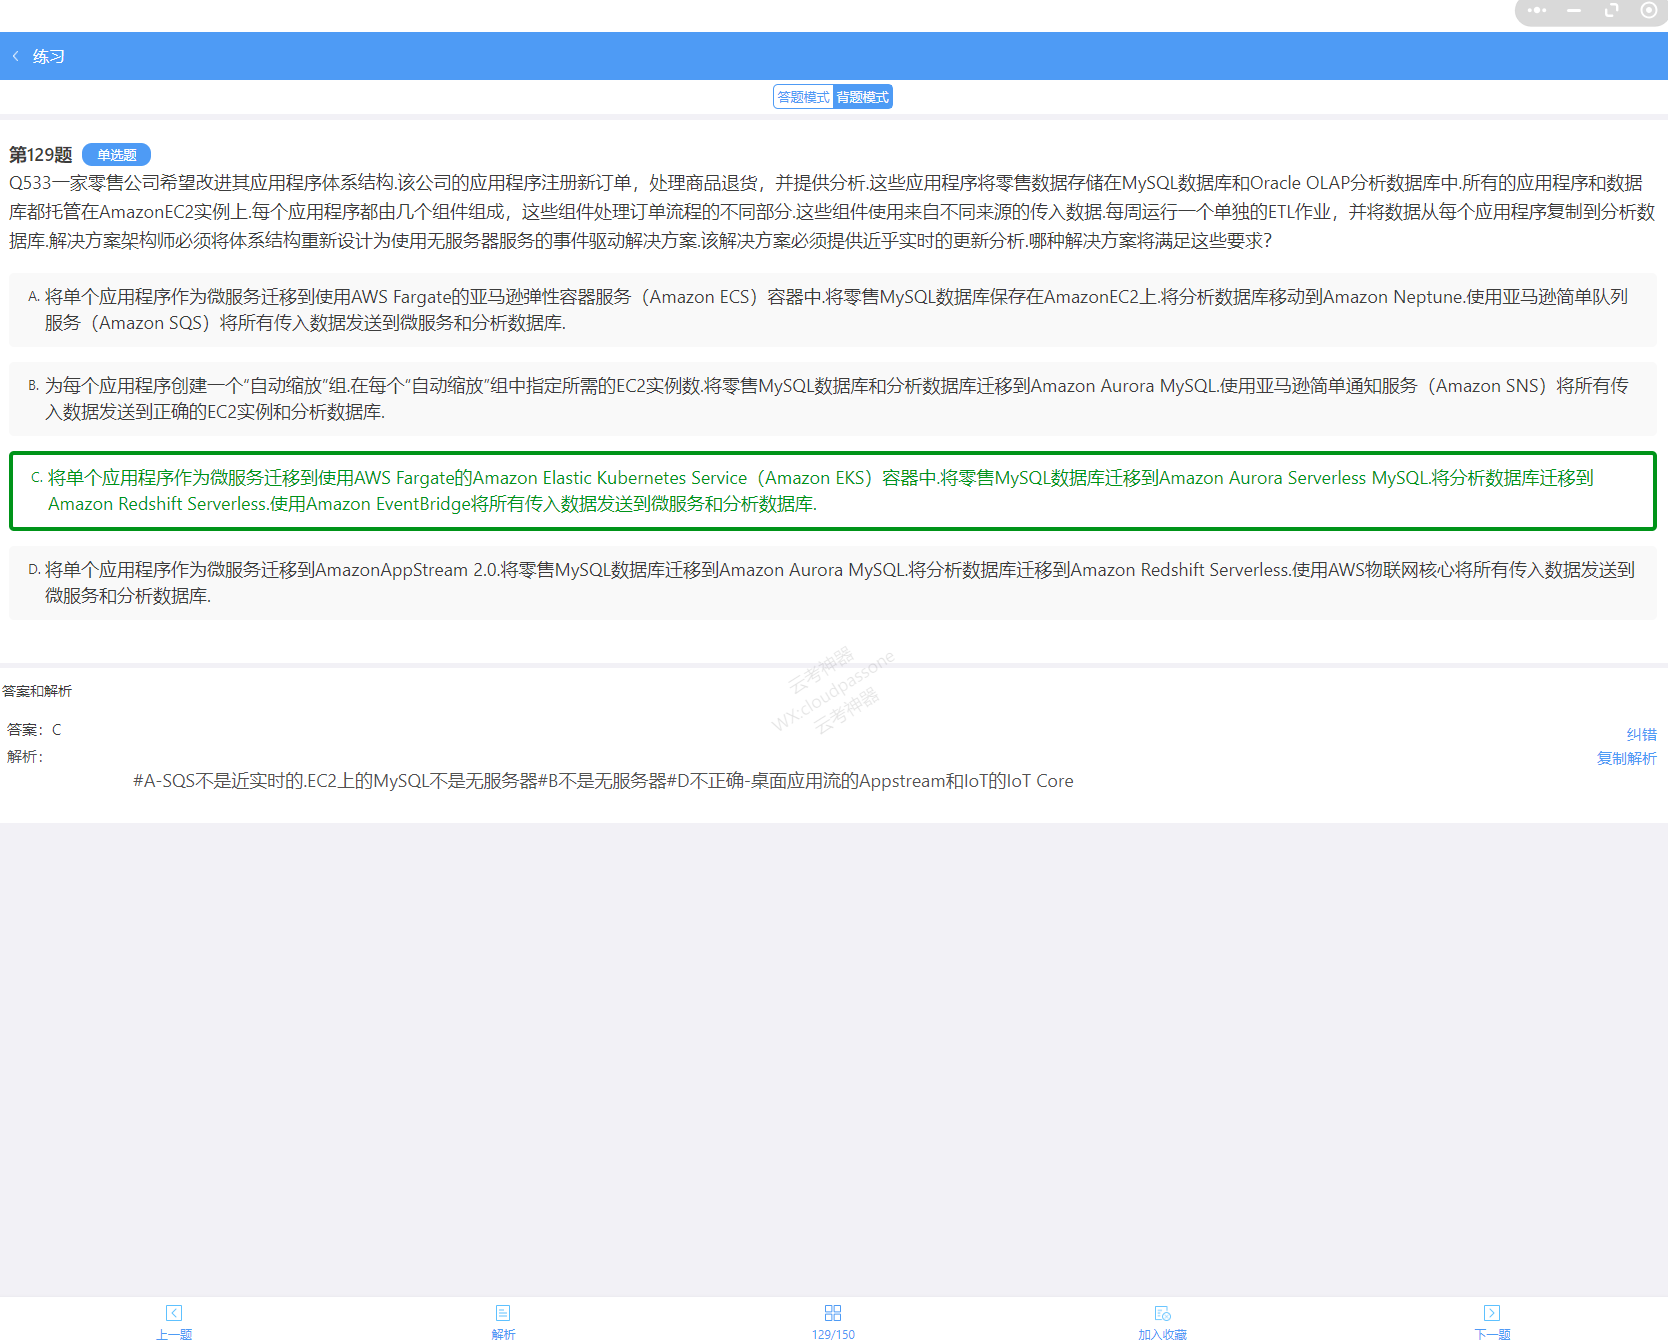 练习
答题模式 背题模式
第129题 单选题
Q533一家零售公司希望改进其应用程序体系结构.该公司的应用程序注册新订单，处理商品退货，并提供分析.这些应用程序将零售数据存储在MySQL数据库和Oracle OLAP分析数据库中.所有的应用程序和数据
库都托管在AmazonEC2实例上.每个应用程序都由几个组件组成，这些组件处理订单流程的不同部分.这些组件使用来自不同来源的传入数据.每周运行一个单独的ETL作业，并将数据从每个应用程序复制到分析数
据库.解决方案架构师必须将体系结构重新设计为使用无服务器服务的事件驱动解决方案.该解决方案必须提供近乎实时的更新分析.哪种解决方案将满足这些要求？
A. 将单个应用程序作为微服务迁移到使用AWS Fargate的亚马逊弹性容器服务（Amazon ECS）容器中.将零售MySQL数据库保存在AmazonEC2上.将分析数据库移动到Amazon Neptune.使用亚马逊简单队列
服务（Amazon SQS）将所有传入数据发送到微服务和分析数据库.
B. 为每个应用程序创建一个“自动缩放”组.在每个“自动缩放”组中指定所需的EC2实例数.将零售MySQL数据库和分析数据库迁移到Amazon Aurora MySQL.使用亚马逊简单通知服务（Amazon SNS）将所有传
入数据发送到正确的EC2实例和分析数据库.
C. 将单个应用程序作为微服务迁移到使用AWS Fargate的Amazon Elastic Kubernetes Service（Amazon EKS）容器中.将零售MySQL数据库迁移到Amazon Aurora Serverless MySQL.将分析数据库迁移到
Amazon Redshift Serverless.使用Amazon EventBridge将所有传入数据发送到微服务和分析数据库.
D. 将单个应用程序作为微服务迁移到AmazonAppStream 2.0.将零售MySQL数据库迁移到Amazon Aurora MySQL.将分析数据库迁移到Amazon Redshift Serverless.使用AWS物联网核心将所有传入数据发送到
微服务和分析数据库.
云考神器
WX:cloudpassone
云考神器
答案和解析
答案：C
纠错
解析：
复制解析
#A-SQS不是近实时的.EC2上的MySQL不是无服务器#B不是无服务器#D不正确-桌面应用流的Appstream和IoT的IoT Core
上一题 解析 129/150 加入收藏 下一题